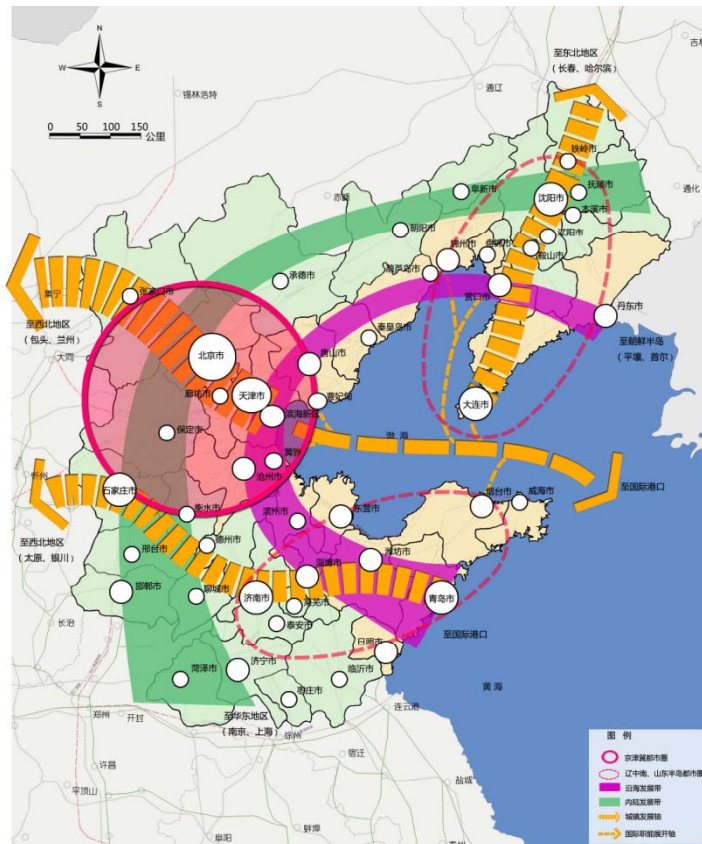 N
W
E
S
0 50 100 150
公里
锡林浩特
通辽
至东北地区
(长春、哈尔滨)
铁岭市
抚顺市
通化
沈阳市
本溪市
辽阳市
鞍山市
阜新市
赤峰
朝阳市
锦州市
盘锦市
葫芦岛市
营口市
丹东市
承德市
集宁
张家口市
至西北地区
(包头、兰州)
大同
秦皇岛市
至朝鲜半岛
(平壤、首尔)
北京市
唐山市
廊坊市
天津市
曹妃甸
滨海新区
大连市
保定市
渤 海
黄骅
沧州市
忻州
石家庄市
至国际港口
衡水市
滨州市
东营市
烟台市
威海市
至西北地区
(太原、银川)
邢台市
德州市
淄博市
潍坊市
邯郸市
聊城市
济南市
莱芜市
青岛市
泰安市
长治
日照市
至国际港口
菏泽市
济宁市
临沂市
枣庄市
黄 海
郑州
开封
至华东地区
(南京、上海)
徐州
连云港
宿迁
许昌
平顶山
盐城
蚌埠
阜阳
图 例
京津冀都市圈
辽中南、山东半岛都市圈
沿海发展带
内陆发展带
城镇发展轴
国际职能展开轴